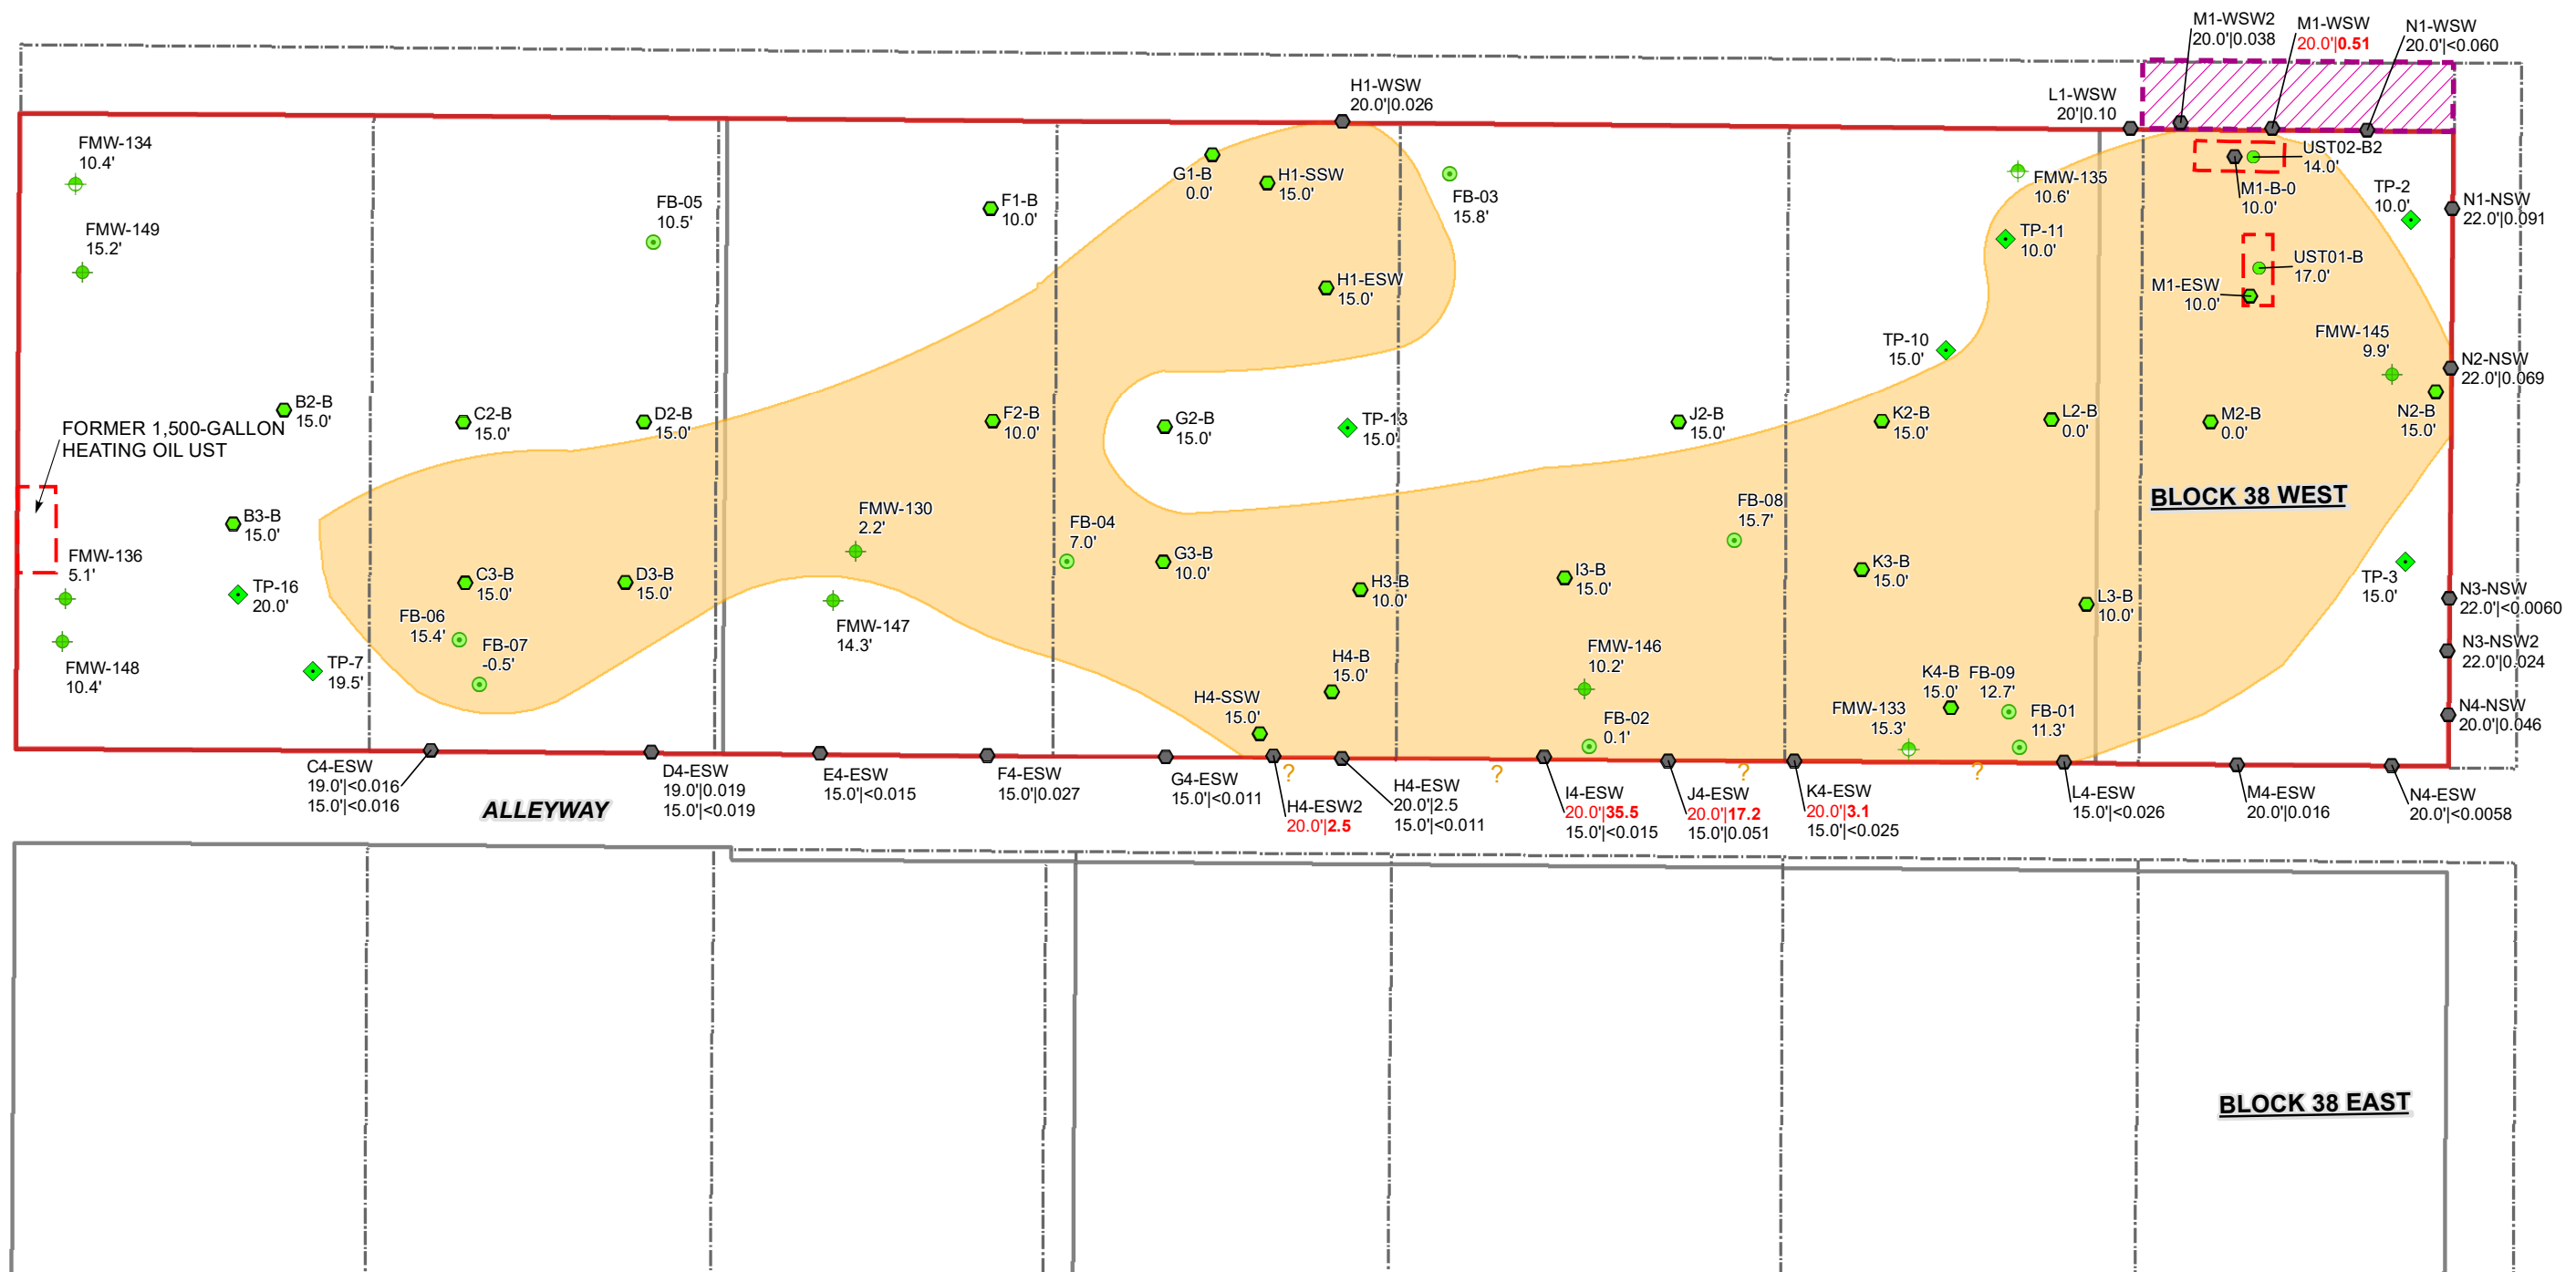 M1-WSW2
20.0'|0.038
M1-WSW
20.0'|0.51
N1-WSW
20.0'|<0.060
H1-WSW
20.0'|0.026
L1-WSW
20'|0.10
FMW-134
10.4'
FMW-149
15.2'
FB-05
10.5'
F1-B
10.0'
G1-B
0.0'
H1-SSW
15.0'
FB-03
15.8'
H1-ESW
15.0'
FMW-135
10.6'
TP-11
10.0'
UST02-B2
14.0'
M1-B-0
10.0'
TP-2
10.0'
N1-NSW
22.0'|0.091
UST01-B
17.0'
M1-ESW
10.0'
FMW-145
9.9'
TP-10
15.0'
N2-NSW
22.0'|0.069
N2-B
15.0'
B2-B
15.0'
C2-B
15.0'
D2-B
15.0'
F2-B
10.0'
G2-B
15.0'
TP-13
15.0'
J2-B
15.0'
K2-B
15.0'
L2-B
0.0'
M2-B
0.0'
FORMER 1,500-GALLON
HEATING OIL UST
BLOCK 38 WEST
B3-B
15.0'
FMW-130
2.2'
FB-04
7.0'
FB-08
15.7'
FMW-136
5.1'
TP-16
20.0'
C3-B
15.0'
D3-B
15.0'
G3-B
10.0'
H3-B
10.0'
I3-B
15.0'
K3-B
15.0'
L3-B
10.0'
TP-3
15.0'
N3-NSW
22.0'|<0.0060
FB-06
15.4'
FB-07
-0.5'
FMW-147
14.3'
FMW-148
10.4'
TP-7
19.5'
H4-B
15.0'
H4-SSW
15.0'
FMW-146
10.2'
FB-02
0.1'
K4-B
15.0'
FB-09
12.7'
FMW-133
15.3'
FB-01
11.3'
N3-NSW2
22.0'|0.024
N4-NSW
20.0'|0.046
?
?
?
?
C4-ESW
19.0'|<0.016
15.0'|<0.016
ALLEYWAY
D4-ESW
19.0'|0.019
15.0'|<0.019
E4-ESW
15.0'|<0.015
F4-ESW
15.0'|0.027
G4-ESW
15.0'|<0.011
H4-ESW2
20.0'|2.5
H4-ESW
20.0'|2.5
15.0'|<0.011
I4-ESW
20.0'|35.5
15.0'|<0.015
J4-ESW
20.0'|17.2
15.0'|0.051
K4-ESW
20.0'|3.1
15.0'|<0.025
L4-ESW
15.0'|<0.026
M4-ESW
20.0'|0.016
N4-ESW
20.0'|<0.0058
BLOCK 38 EAST